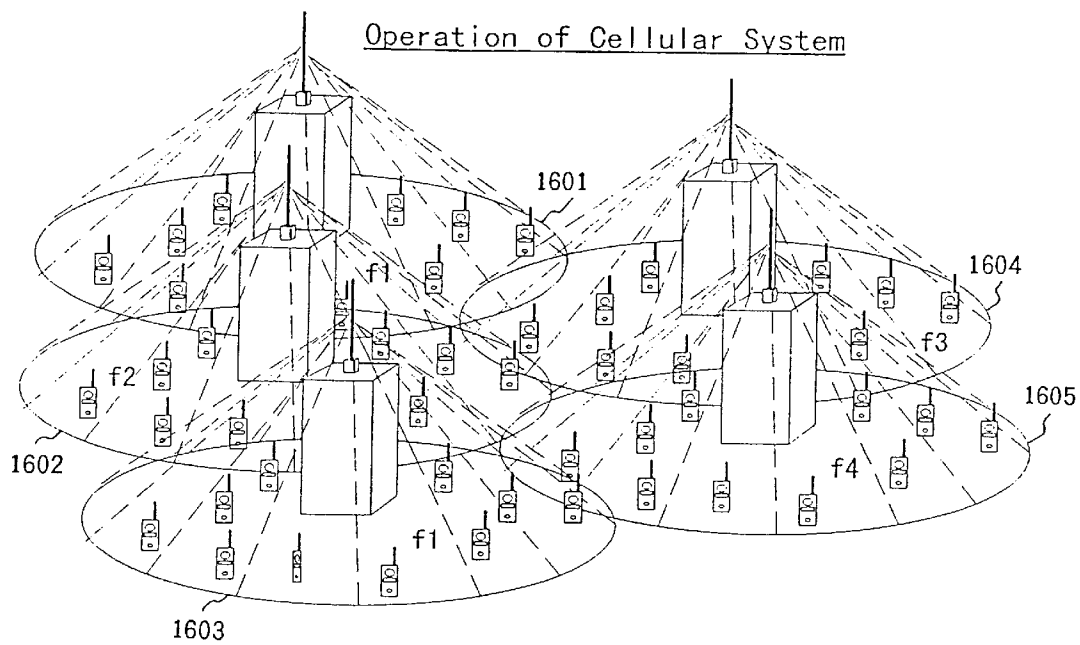 Operation of Cellular System
1601
f1
1604
f3
f2
1605
1602
f4
f1
1603